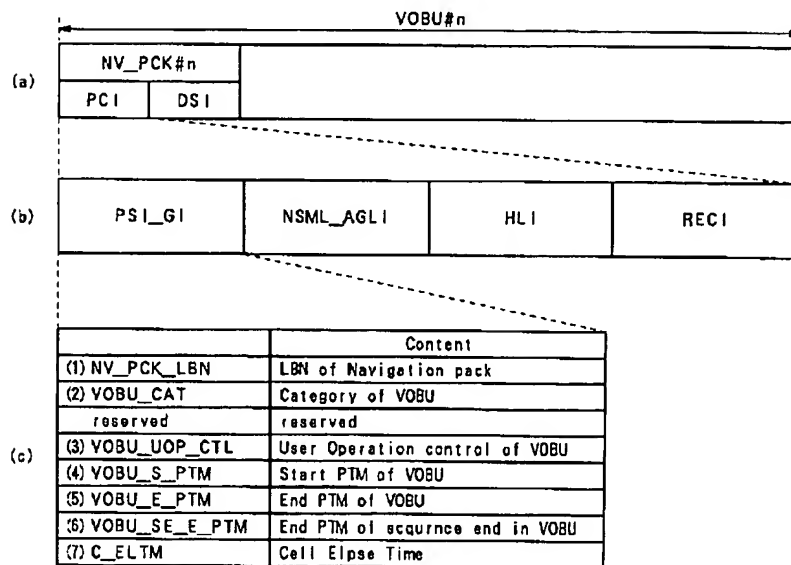 VOBU#n
(a)
NV_PCK#n
PCI DSI
(b)
PSI_GI NSML_AGLI HLI RECI
(c)
Content
(1) NV_PCK_LBN LBN of Navigation pack
(2) VOBU_CAT Category of VOBU
reserved reserved
(3) VOBU_UOP_CTL User Operation control of VOBU
(4) VOBU_S_PTM Start PTM of VOBU
(5) VOBU_E_PTM End PTM of VOBU
(6) VOBU_SE_E_PTM End PTM of scqurnce end in VOBU
(7) C_ELTM Cell Elpse Time